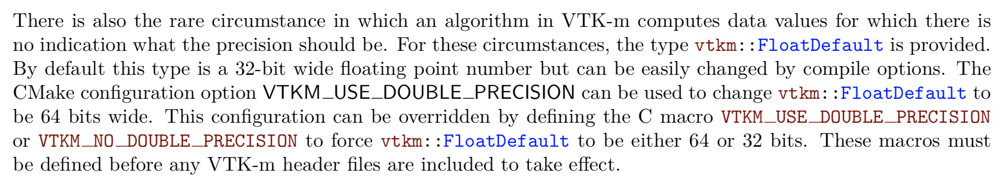 There is also the rare circumstance in which an algorithm in VTK-m computes data values for which there is
no indication what the precision should be. For these circumstances, the type vtkm::FloatDefault is provided.
By default this type is a 32-bit wide floating point number but can be easily changed by compile options. The
CMake configuration option VTKM_USE_DOUBLE_PRECISION can be used to change vtkm::FloatDefault to
be 64 bits wide. This configuration can be overridden by defining the C macro VTKM_USE_DOUBLE_PRECISION
or VTKM_NO_DOUBLE_PRECISION to force vtkm::FloatDefault to be either 64 or 32 bits. These macros must
be defined before any VTK-m header files are included to take effect.